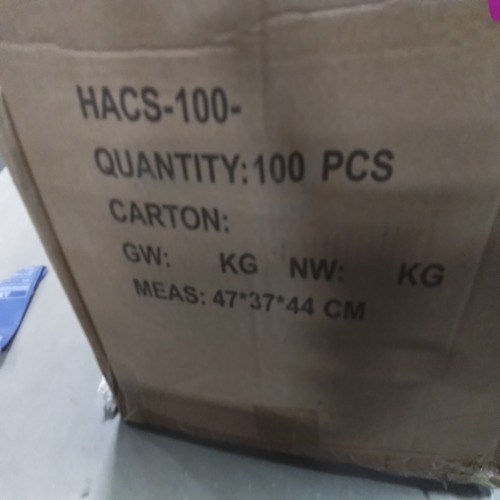 HACS-100-
QUANTITY: 100 PCS
CARTON:
GW: KG NW: KG
MEAS: 47*37*44 CM